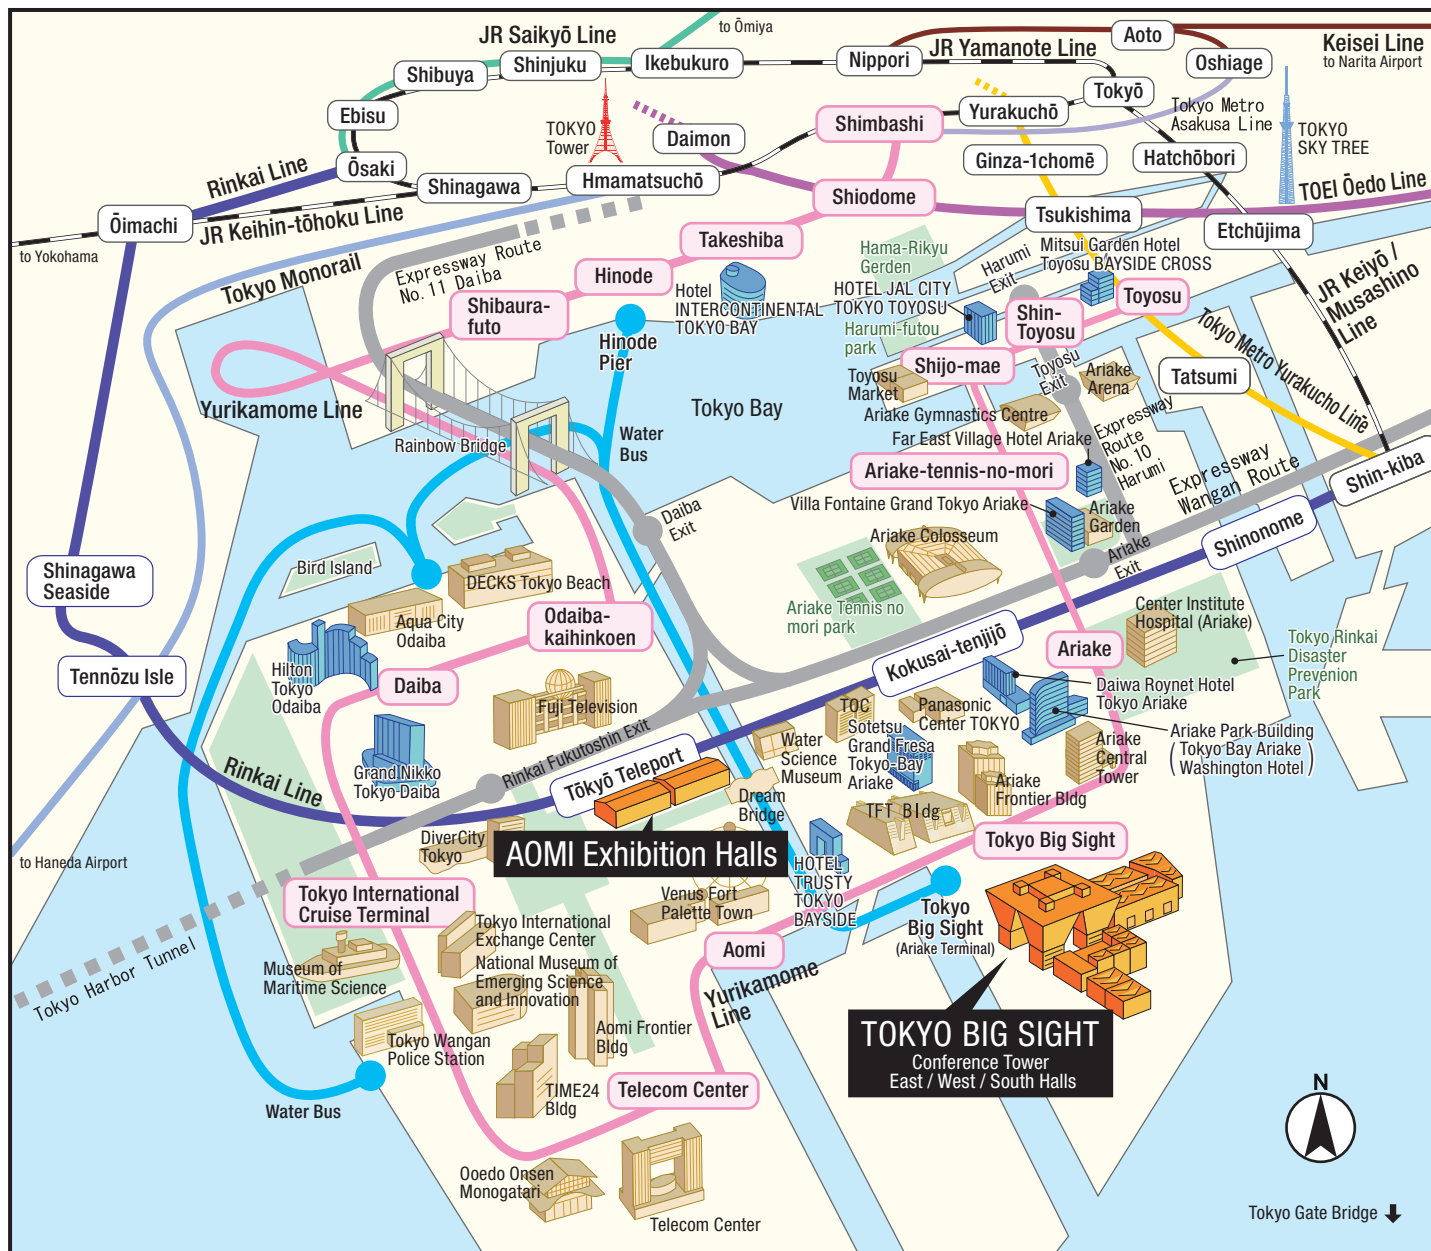 to Ōmiya
JR Saikyō Line
Shinjuku
Ikebukuro
Nippori
JR Yamanote Line
Aoto
Keisei Line
to Narita Airport
Shibuya
Oshiage
Ebisu
TOKYO
Tower
Daimon
Shimbashi
Yurakuchō
Tokyō
Tokyo Metro
Asakusa Line
TOKYO
SKY TREE
Rinkai Line
Ōsaki
Shinagawa
Hmamatsuchō
Ginza-1chomē
Hatchōbori
TOEI Ōedo Line
Ōimachi
JR Keihin-tōhoku Line
Shiodome
Tsukishima
Etchūjima
to Yokohama
Tokyo Monorail
Expressway Route
No.11 Daiba
Takeshiba
Hama-Rikyu
Gerden
Harumi
Exit
Mitsui Garden Hotel
Toyosu BAYSIDE CROSS
JR Keiyō /
Musashino
Line
Hinode
Hotel
INTERCONTINENTAL
TOKYO BAY
HOTEL JAL CITY
TOKYO TOYOSU
Toyosu
Shibaura-
futo
Shin-
Toyosu
Harumi-futou
park
Hinode
Pier
Shijo-mae
Toyosu
Exit
Tokyo Metro Yurakucho Line
Tatsumi
Toyosu
Market
Ariake
Arena
Yurikamome Line
Tokyo Bay
Ariake Gymnastics Centre
Rainbow Bridge
Water
Bus
Far East Village Hotel Ariake
Expressway
Route
No.10
Harumi
Expressway
Wangan Route
Ariake-tennis-no-mori
Shin-kiba
Villa Fontaine Grand Tokyo Ariake
Ariake
Garden
Daiba
Exit
Ariake Colosseum
Ariake
Exit
Shinonome
Shinagawa
Seaside
Bird Island
DECKS Tokyo Beach
Ariake Tennis no
mori park
Aqua City
Odaiba
Odaiba-
kaihinkoen
Center Institute
Hospital (Ariake)
Kokusai-tenjijō
Ariake
Tokyo Rinkai
Disaster
Prevenion
Park
Tennōzu Isle
Hilton
Tokyo
Odaiba
Daiba
Daiwa Roynet Hotel
Tokyo Ariake
Fuji Television
TOC
Panasonic
Center TOKYO
Ariake Park Building
( Tokyo Bay Ariake
Washington Hotel )
Rinkai Fukutoshin Exit
Water
Science
Museum
Sotetsu
Grand Fresa
Tokyo-Bay
Ariake
Ariake
Central
Tower
Rinkai Line
Grand Nikko
Tokyo Daiba
Tōkyō Teleport
Ariake
Frontier Bldg
Dream
Bridge
TFT Bldg
DiverCity
Tokyo
AOMI Exhibition Halls
Tokyo Big Sight
to Haneda Airport
HOTEL
TRUSTY
TOKYO
BAYSIDE
Tokyo International
Cruise Terminal
Venus Fort
Palette Town
Tokyo
Big Sight
(Ariake Terminal)
Tokyo International
Exchange Center
Aomi
Tokyo Harbor Tunnel
Museum of
Maritime Science
National Museum of
Emerging Science
and Innovation
Yurikamome
Line
Aomi Frontier
Bldg
TOKYO BIG SIGHT
Conference Tower
East / West / South Halls
Tokyo Wangan
Police Station
Water Bus
TIME24
Bldg
Telecom Center
N
Ooedo Onsen
Monogatari
Telecom Center
Tokyo Gate Bridge